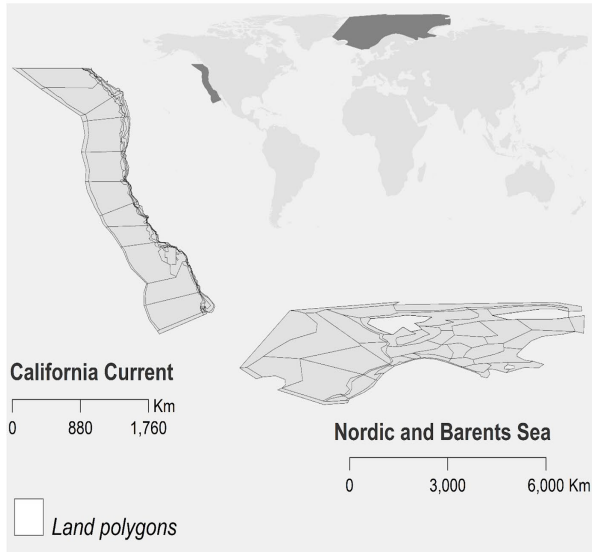 California Current
Km
0 880 1,760
Nordic and Barents Sea
0 3,000 6,000 Km
Land polygons